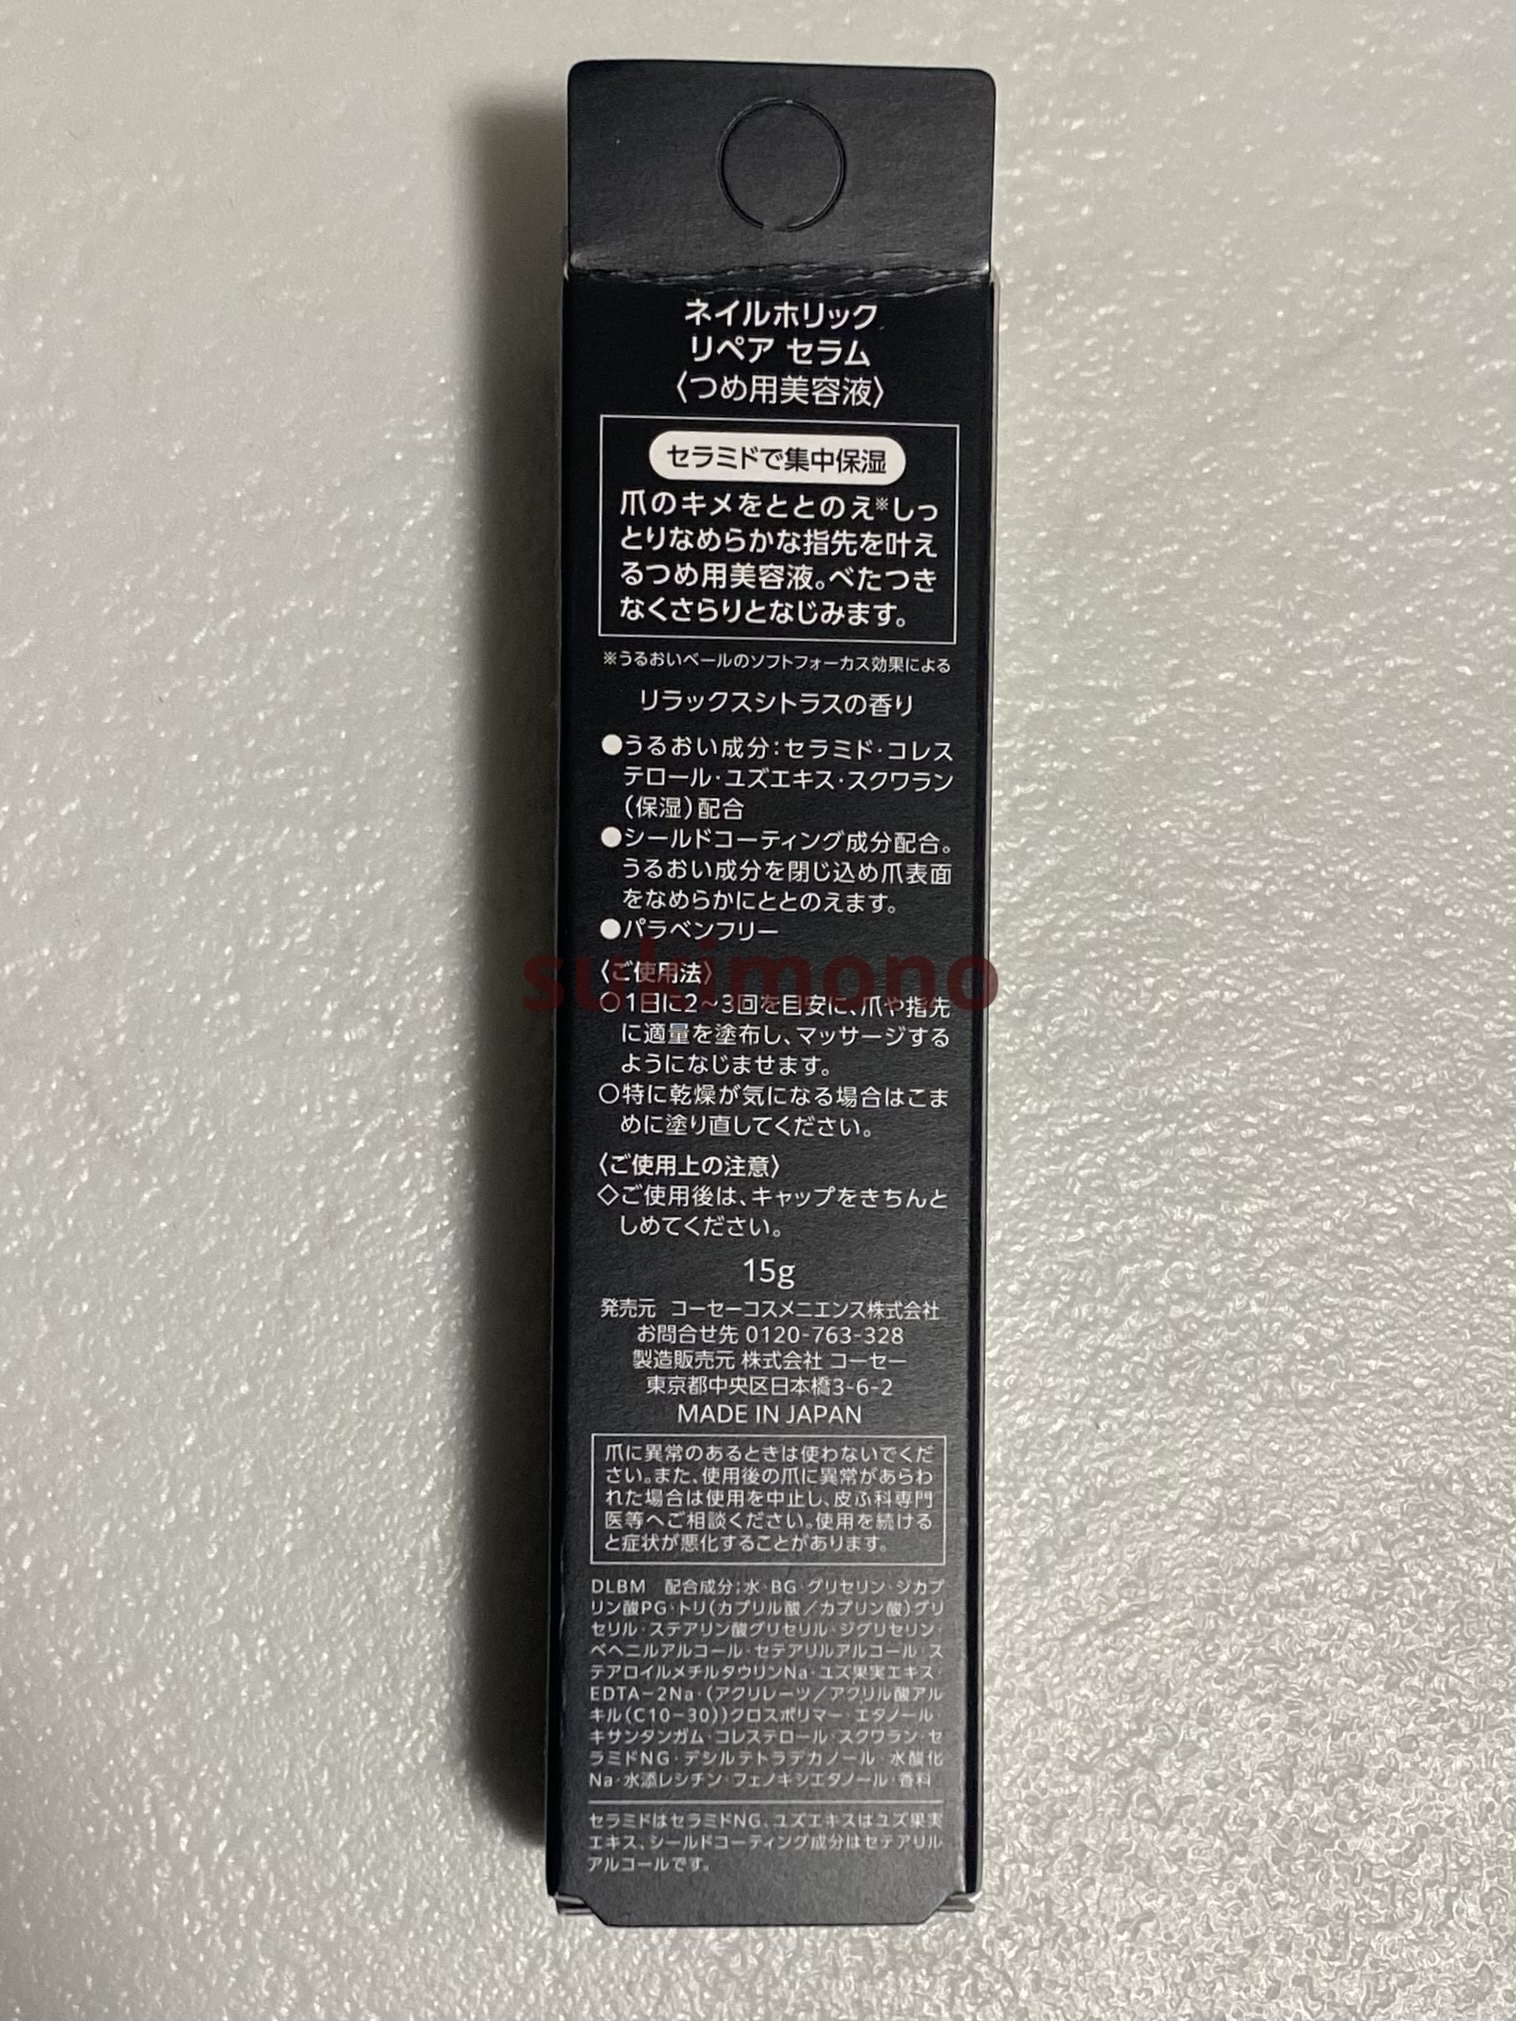 ネイルホリック
リペア セラム
〈つめ用美容液〉
セラミドで集中保湿
爪のキメをととのえ※しっ
とりなめらかな指先を叶え
るつめ用美容液。べたつき
なくさらりとなじみます。
※うるおいベールのソフトフォーカス効果による
リラックスシトラスの香り
●うるおい成分：セラミド・コレス
テロール・ユズエキス・スクワラン
（保湿）配合
●シールドコーティング成分配合。
うるおい成分を閉じ込め爪表面
をなめらかにととのえます。
●パラベンフリー
sukimono
〈ご使用法〉
○1日に2～3回を目安に、爪や指先
に適量を塗布し、マッサージする
ようになじませます。
○特に乾燥が気になる場合はこま
めに塗り直してください。
〈ご使用上の注意〉
◇ご使用後は、キャップをきちんと
しめてください。
15g
発売元 コーセーコスメニエンス株式会社
お問合せ先 0120-763-328
製造販売元 株式会社 コーセー
東京都中央区日本橋3-6-2
MADE IN JAPAN
爪に異常のあるときは使わないでくだ
さい。また、使用後の爪に異常があらわ
れた場合は使用を中止し、皮ふ科専門
医等へご相談ください。使用を続ける
と症状が悪化することがあります。
DLBM 配合成分；水・BG・グリセリン・ジカプ
リン酸PG・トリ（カプリル酸／カプリン酸）グリ
セリル・ステアリン酸グリセリル・ジグリセリン・
ベヘニルアルコール・セテアリルアルコール・ス
テアロイルメチルタウリンNa・ユズ果実エキス・
EDTA−2Na・（アクリレーツ／アクリル酸アル
キル（C10−30））クロスポリマー・エタノール・
キサンタンガム・コレステロール・スクワラン・セ
ラミドNG・デシルテトラデカノール・水酸化
Na・水添レシチン・フェノキシエタノール・香料
セラミドはセラミドNG、ユズエキスはユズ果実
エキス、シールドコーティング成分はセテアリル
アルコールです。